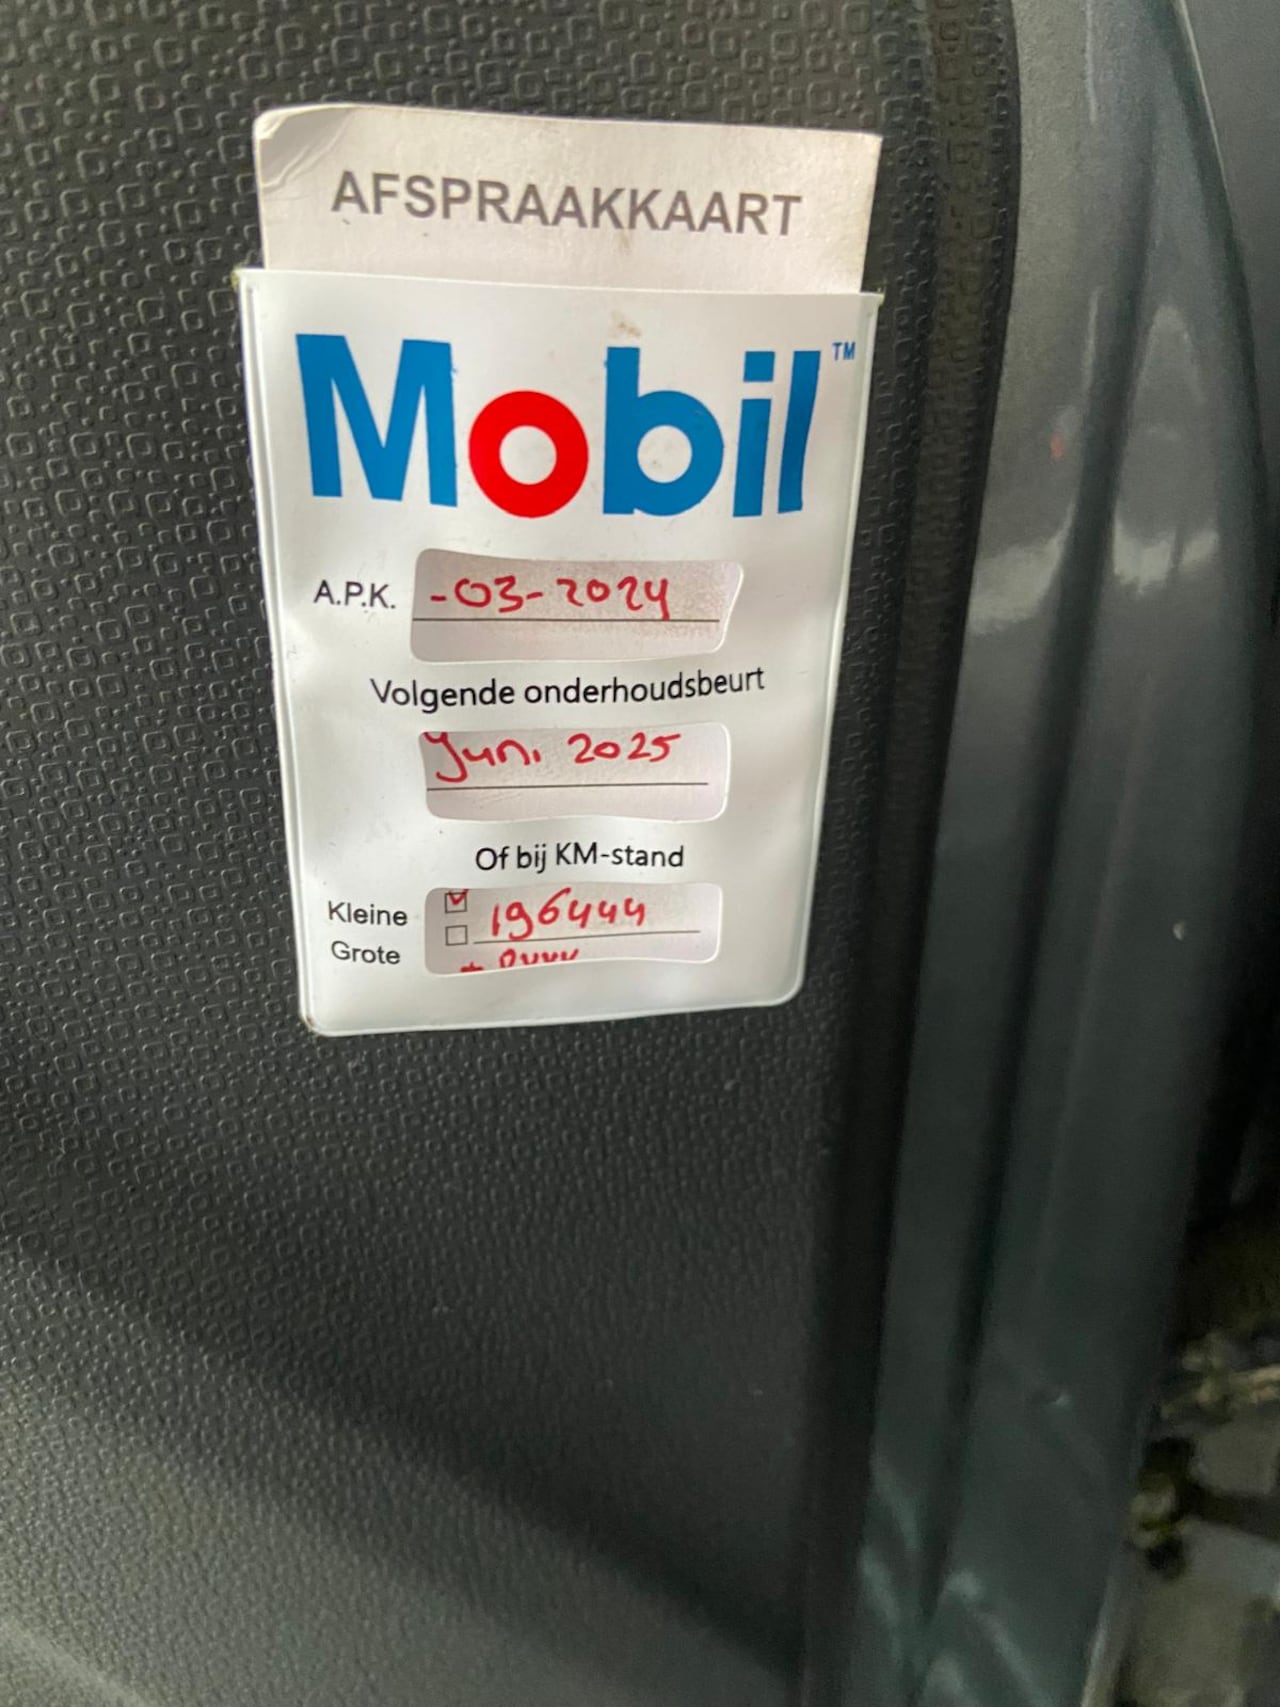 AFSPRAAKKAART
Mobil™
A.P.K. -03-2024
Volgende onderhoudsbeurt
Jun. 2025
Of bij KM-stand
Kleine 196444
Grote